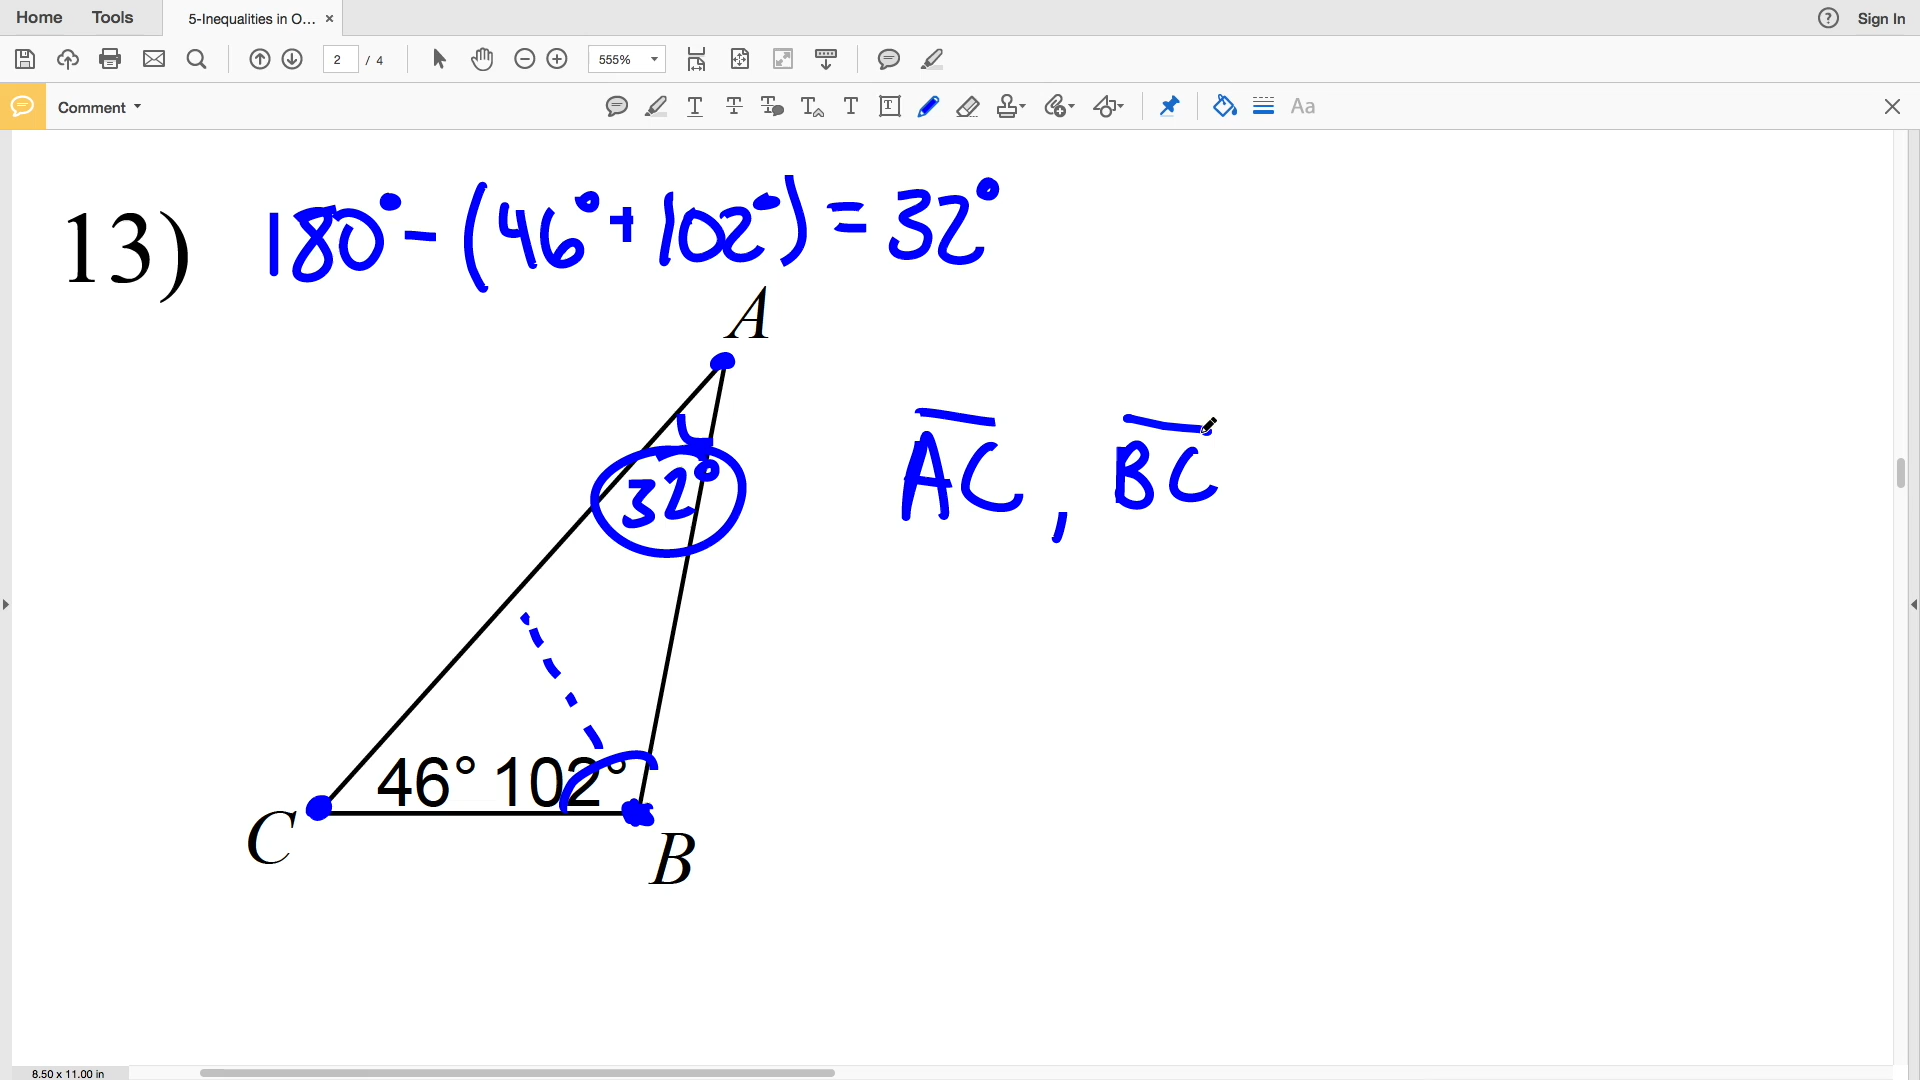 Home Tools 5-Inequalities in O... × ? Sign In
2 / 4 555%
Comment T T T T T T Aa
13) 180° - (46° + 102°) = 32°
A
AC, BC
32°
46° 102°
C
B
8.50 x 11.00 in